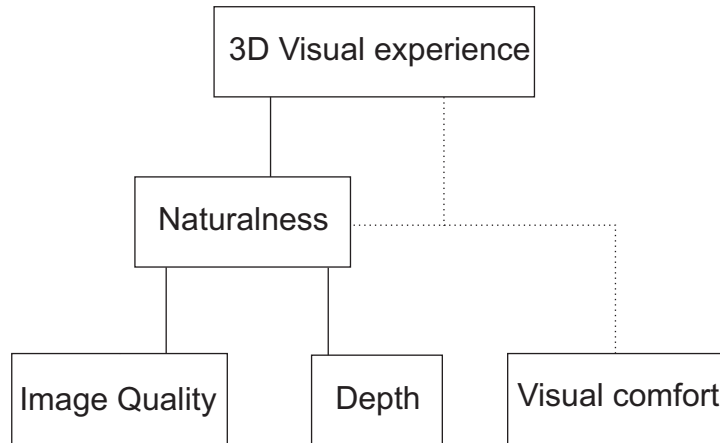 3D Visual experience
Naturalness
Image Quality
Depth
Visual comfort